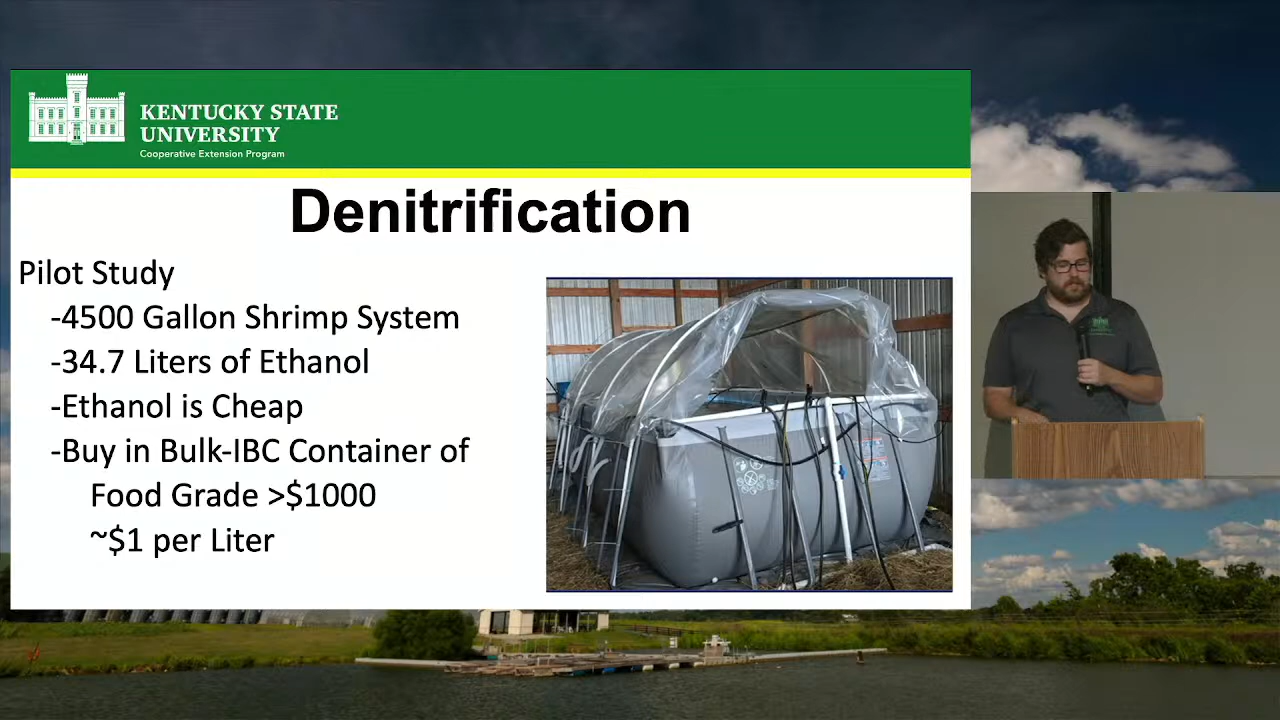 KENTUCKY STATE
UNIVERSITY
Cooperative Extension Program
Denitrification
Pilot Study
-4500 Gallon Shrimp System
-34.7 Liters of Ethanol
-Ethanol is Cheap
-Buy in Bulk-IBC Container of
Food Grade >$1000
~$1 per Liter